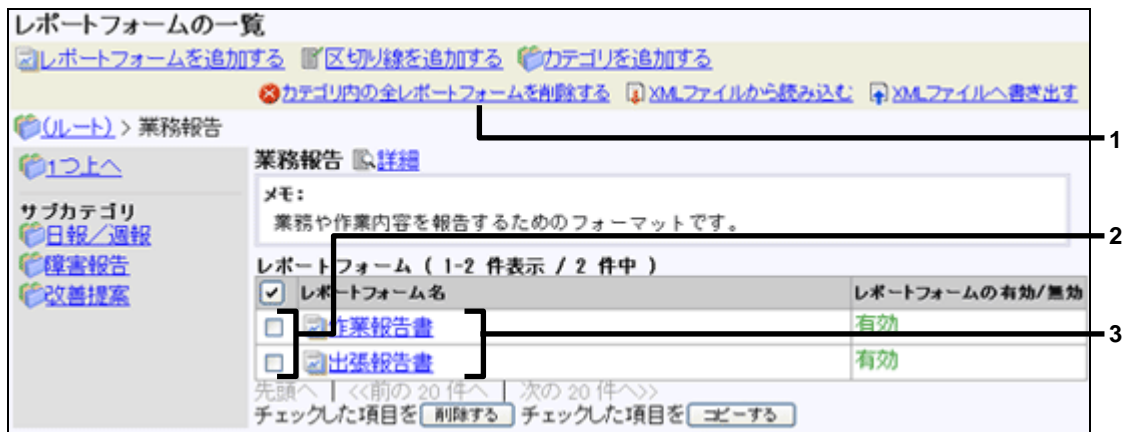 レポートフォームの一覧
レポートフォームを追加する 区切り線を追加する カテゴリを追加する
カテゴリ内の全レポートフォームを削除する XMLファイルから読み込む XMLファイルへ書き出す
1
(ルート) > 業務報告
1つ上へ
サブカテゴリ
日報／週報
障害報告
改善提案
業務報告 詳細
メモ:
業務や作業内容を報告するためのフォーマットです。
2
レポートフォーム ( 1-2 件表示 / 2 件中 )
レポートフォーム名 レポートフォームの有効/無効
作業報告書 有効
3
出張報告書 有効
先頭へ | <<前の 20 件へ | 次の 20 件へ>>
チェックした項目を 削除する チェックした項目を コピーする